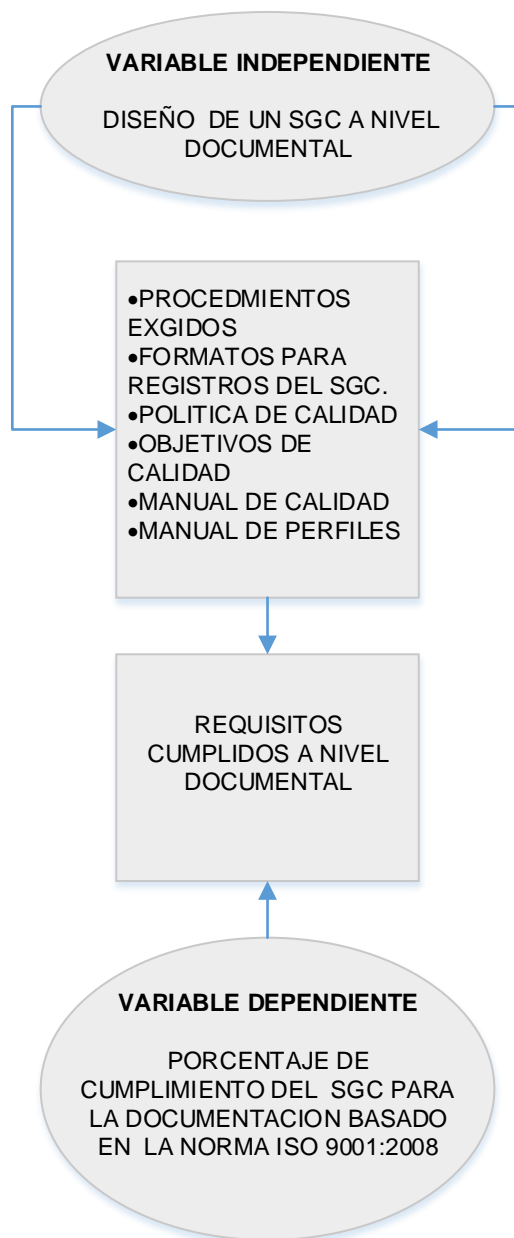 VARIABLE INDEPENDIENTE
DISEÑO DE UN SGC A NIVEL
DOCUMENTAL
•PROCEDMIENTOS
EXGIDOS
•FORMATOS PARA
REGISTROS DEL SGC.
•POLITICA DE CALIDAD
•OBJETIVOS DE
CALIDAD
•MANUAL DE CALIDAD
•MANUAL DE PERFILES
REQUISITOS
CUMPLIDOS A NIVEL
DOCUMENTAL
VARIABLE DEPENDIENTE
PORCENTAJE DE
CUMPLIMIENTO DEL SGC PARA
LA DOCUMENTACION BASADO
EN LA NORMA ISO 9001:2008